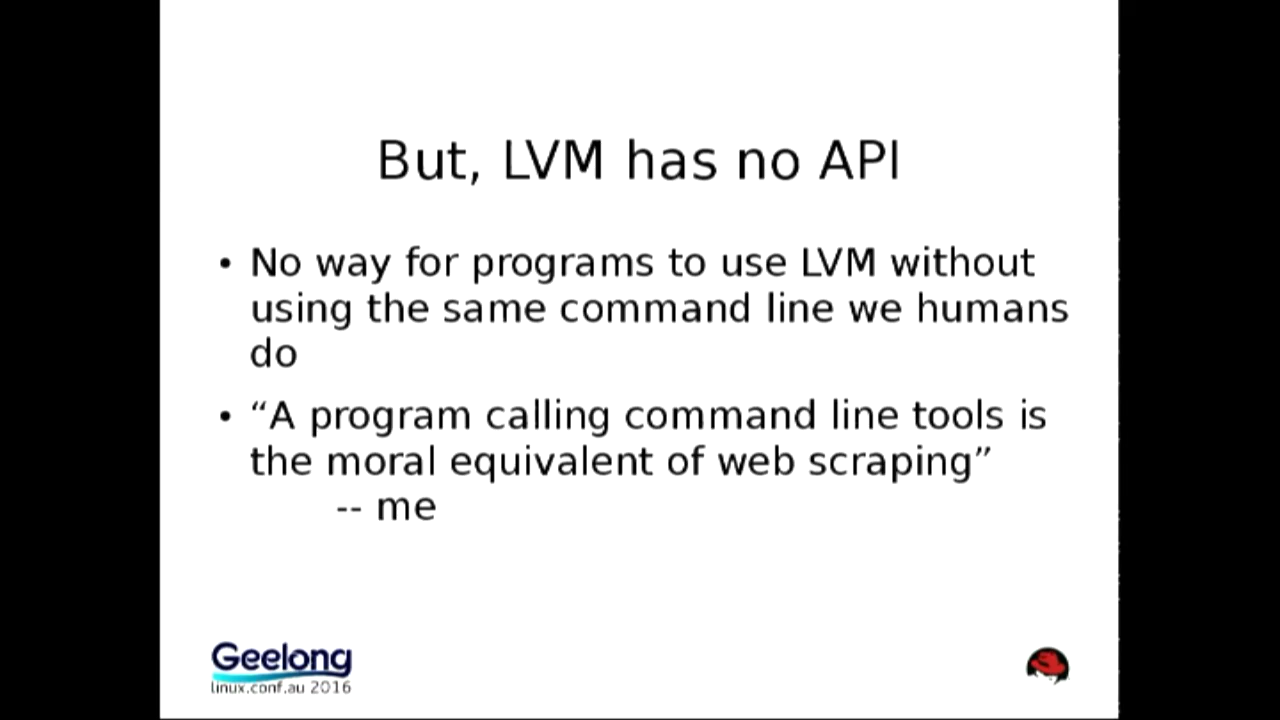 But, LVM has no API
• No way for programs to use LVM without
using the same command line we humans
do
• “A program calling command line tools is
the moral equivalent of web scraping”
-- me
Geelong
linux.conf.au 2016